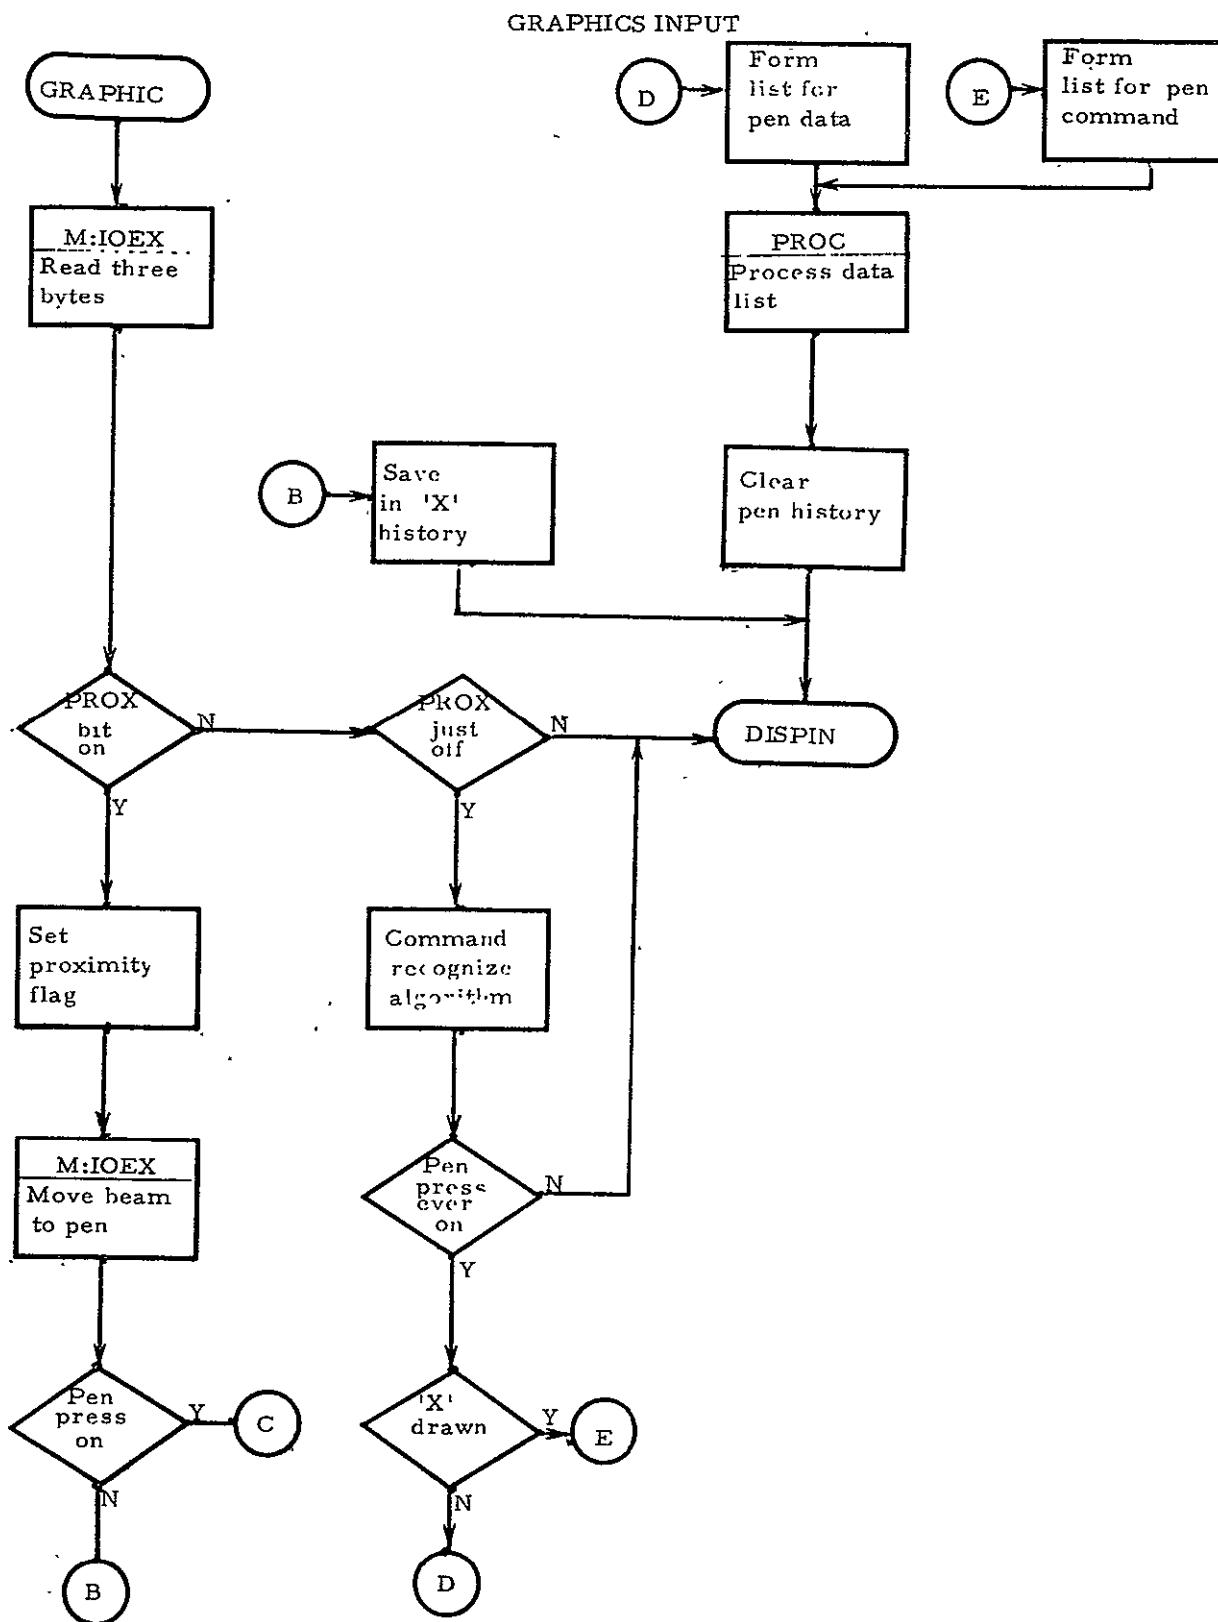 GRAPHICS INPUT
GRAPHIC
M:IOEX
Read three
bytes
D
Form
list for
pen data
E
Form
list for pen
command
PROC
Process data
list
B
Save
in 'X'
history
Clear
pen history
PROX
bit
on
N
Y
PROX
just
off
N
Y
DISPIN
Set
proximity
flag
Command
recognize
algorithm
M:IOEX
Move beam
to pen
Pen
press
ever
on
N
Y
Pen
press
on
Y
C
N
B
'X'
drawn
Y
E
N
D